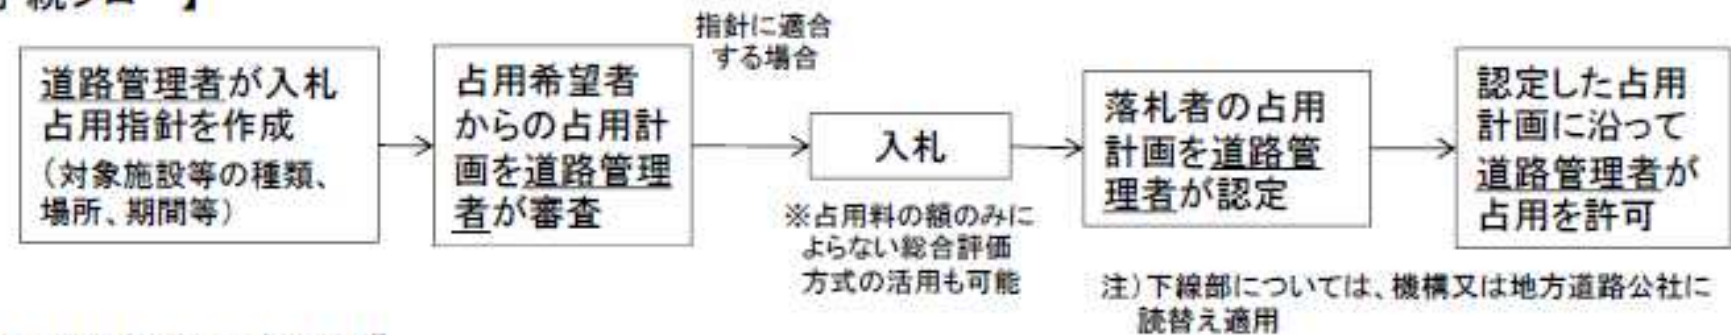 道路管理者が入札
占用指針を作成
(対象施設等の種類、
場所、期間等)
占用希望者
からの占用計
画を道路管理
者が審査
指針に適合
する場合
入札
※占用料の額のみに
よらない総合評価
方式の活用も可能
落札者の占用
計画を道路管
理者が認定
認定した占用
計画に沿って
道路管理者が
占用を許可
注)下線部については、機構又は地方道路公社に
読替え適用